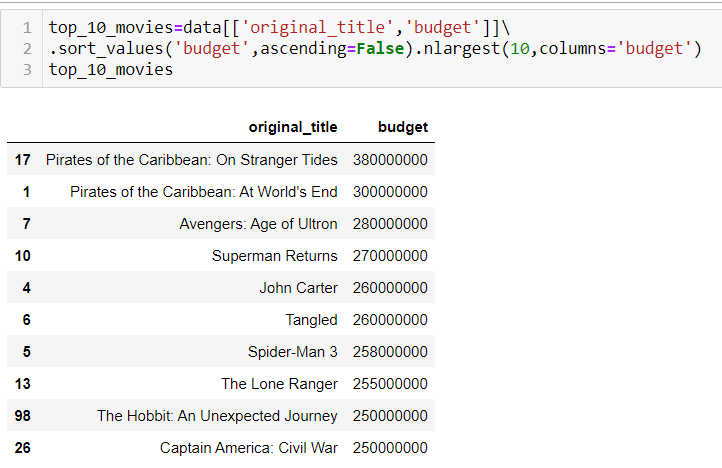 1 top_10_movies=data[['original_title','budget']]\
2 .sort_values('budget',ascending=False).nlargest(10,columns='budget')
3 top_10_movies
original_title budget
17 Pirates of the Caribbean: On Stranger Tides 380000000
1 Pirates of the Caribbean: At World's End 300000000
7 Avengers: Age of Ultron 280000000
10 Superman Returns 270000000
4 John Carter 260000000
6 Tangled 260000000
5 Spider-Man 3 258000000
13 The Lone Ranger 255000000
98 The Hobbit: An Unexpected Journey 250000000
26 Captain America: Civil War 250000000